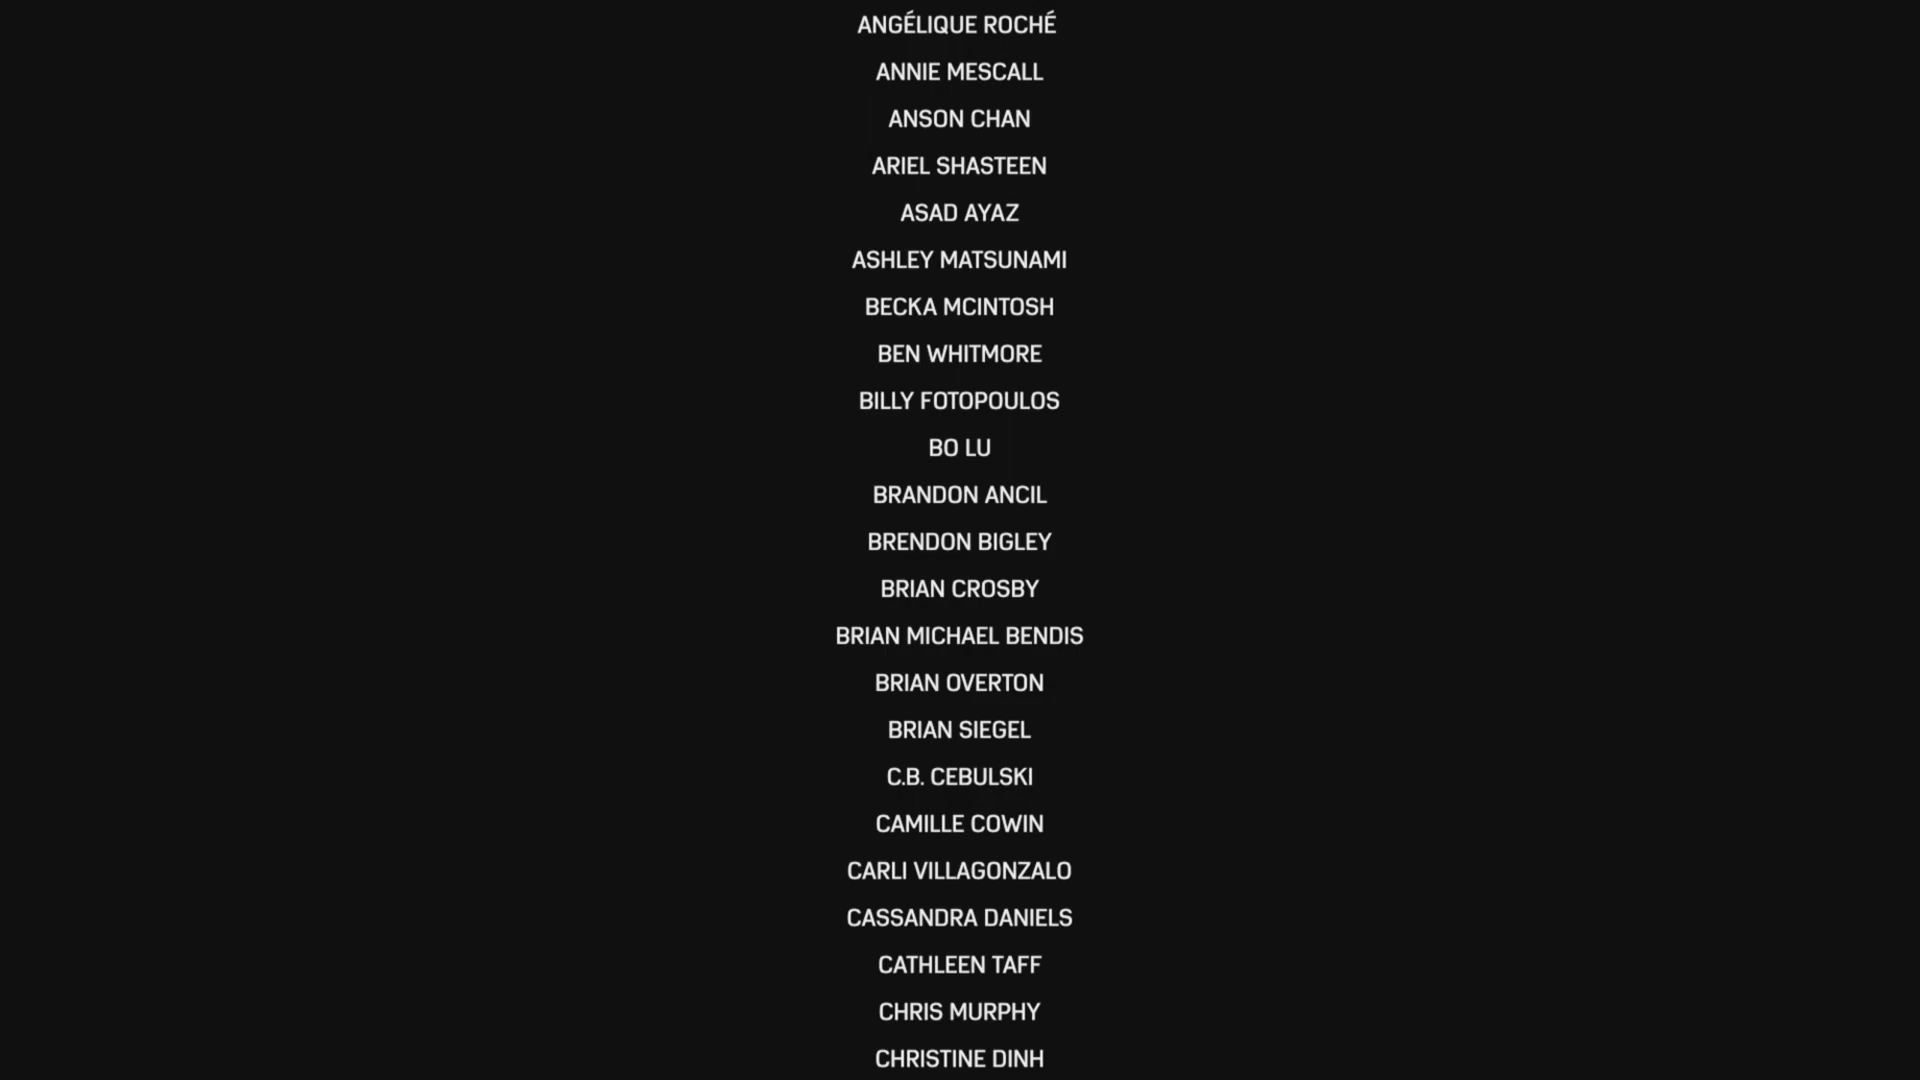 ANGÉLIQUE ROCHÉ
ANNIE MESCALL
ANSON CHAN
ARIEL SHASTEEN
ASAD AYAZ
ASHLEY MATSUNAMI
BECKA MCINTOSH
BEN WHITMORE
BILLY FOTOPOULOS
BO LU
BRANDON ANCIL
BRENDON BIGLEY
BRIAN CROSBY
BRIAN MICHAEL BENDIS
BRIAN OVERTON
BRIAN SIEGEL
C.B. CEBULSKI
CAMILLE COWIN
CARLI VILLAGONZALO
CASSANDRA DANIELS
CATHLEEN TAFF
CHRIS MURPHY
CHRISTINE DINH